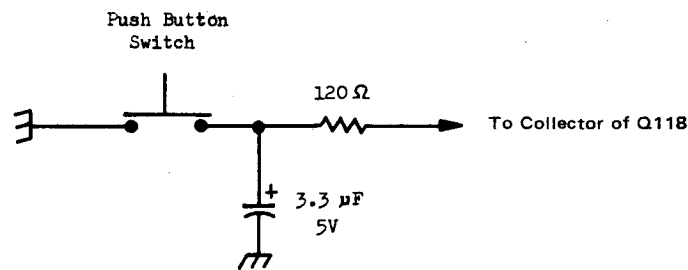 Push Button
Switch
120 Ω
To Collector of Q118
+
3.3 µF
5V